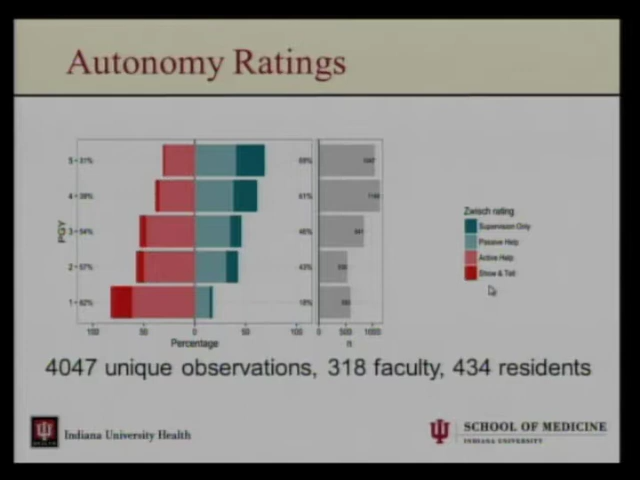 Autonomy Ratings
PGY
5 - 31% 69%
4 - 39% 61%
3 - 54% 46%
2 - 57% 43%
1 - 82% 18%
100 50 0 50 100
0 500 1000
Percentage
n
Zwisch rating
Supervision Only
Passive Help
Active Help
Show & Tell
4047 unique observations, 318 faculty, 434 residents
Indiana University Health
SCHOOL OF MEDICINE
INDIANA UNIVERSITY